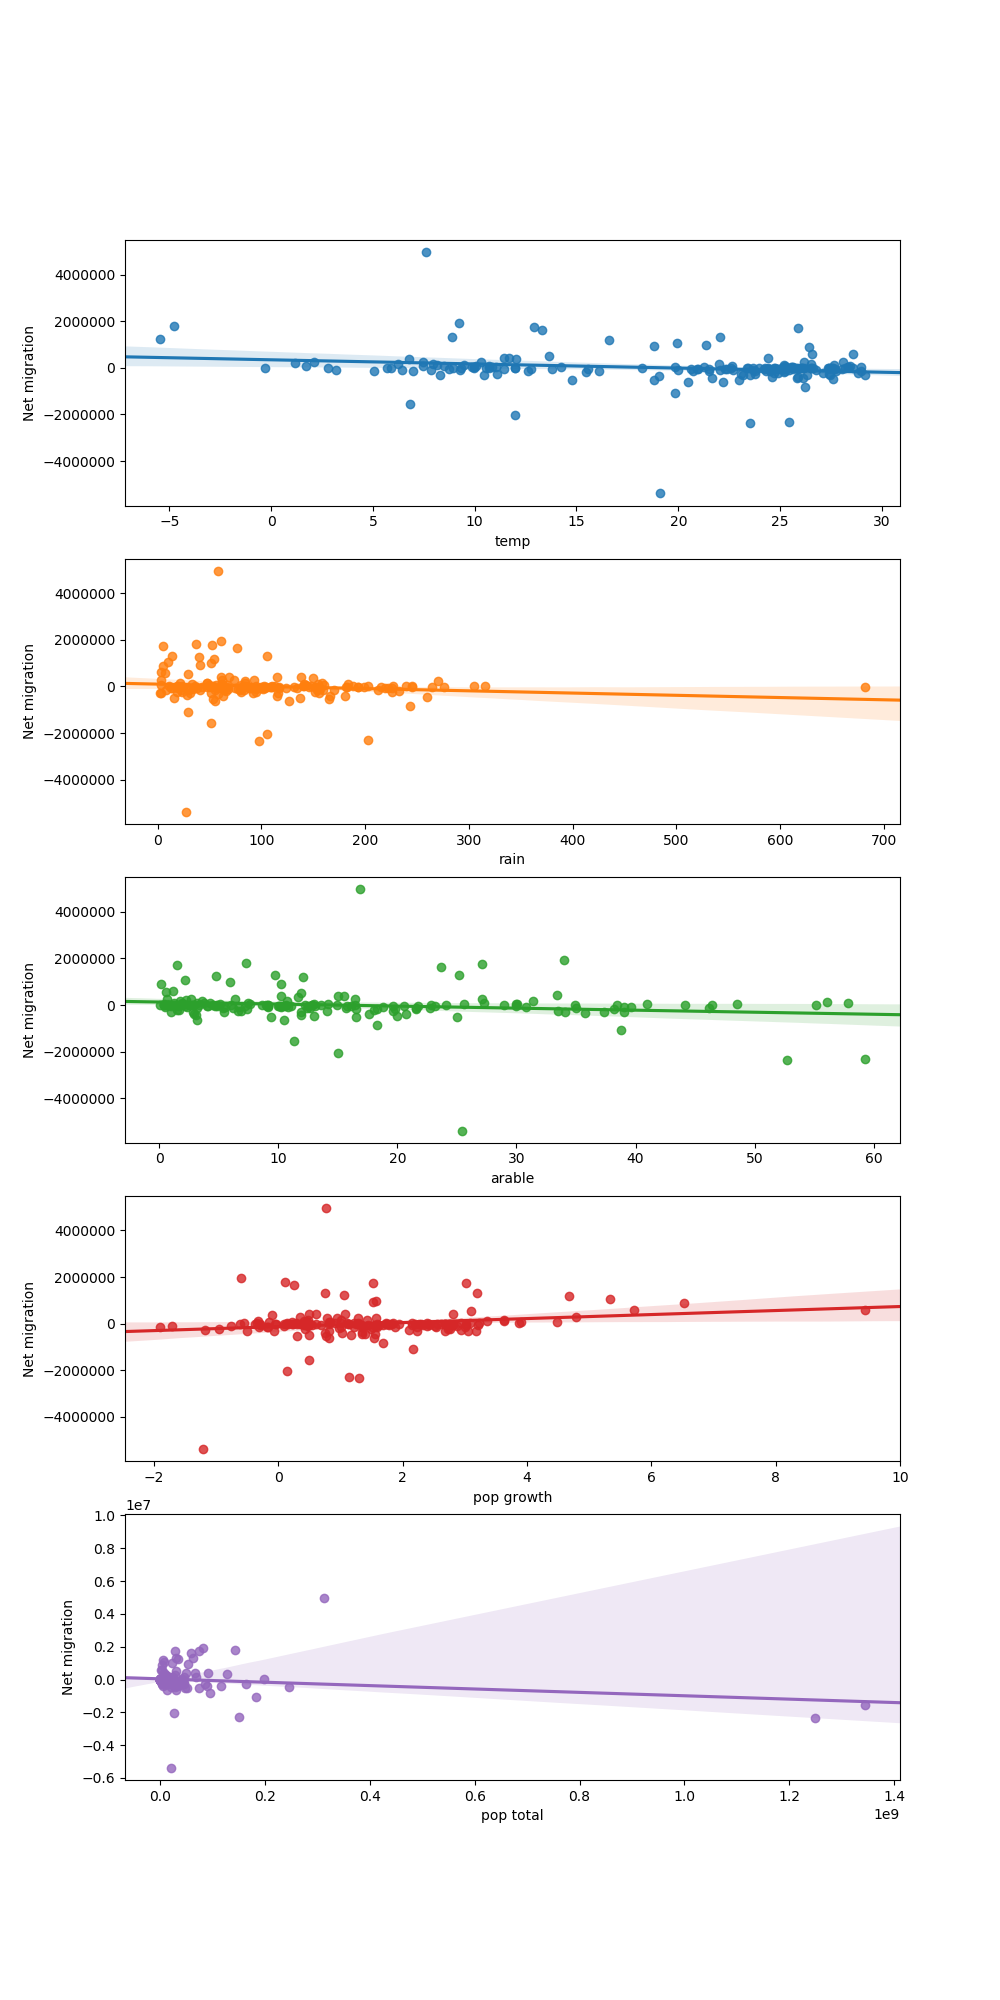 4000000
2000000
0
−2000000
−4000000
Net migration
−5 0 5 10 15 20 25 30
temp
4000000
2000000
0
−2000000
−4000000
Net migration
0 100 200 300 400 500 600 700
rain
4000000
2000000
0
−2000000
−4000000
Net migration
0 10 20 30 40 50 60
arable
4000000
2000000
0
−2000000
−4000000
Net migration
−2 0 2 4 6 8 10
pop growth
1e7
1.0
0.8
0.6
0.4
0.2
0.0
−0.2
−0.4
−0.6
Net migration
0.0 0.2 0.4 0.6 0.8 1.0 1.2 1.4
pop total
1e9